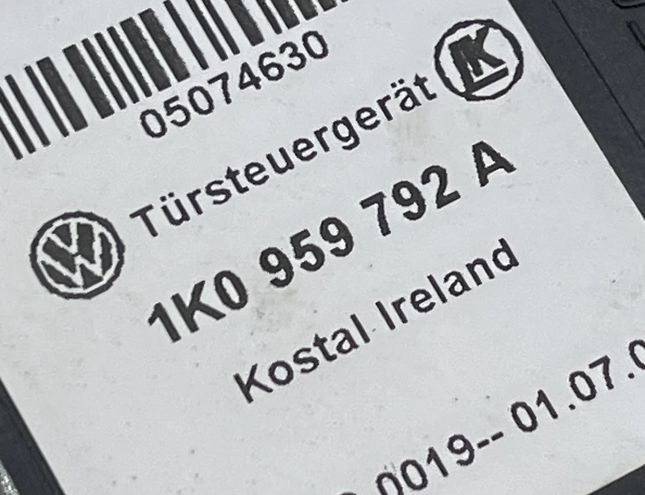 05074630
Türsteuergerät
1K0 959 792 A
Kostal Ireland
0019-- 01.07.0